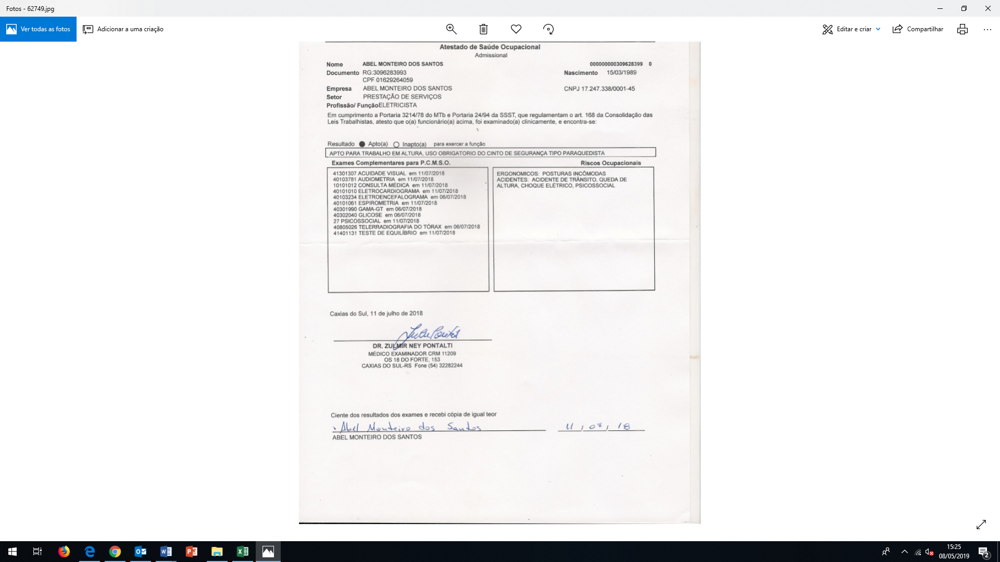 Fotos - 62749.jpg
Ver todas as fotos
Adicionar a uma criação
Editar e criar
Compartilhar
Atestado de Saúde Ocupacional
Admissional
Nome ABEL MONTEIRO DOS SANTOS 000000000309628399 0
Documento RG:3096283993 Nascimento 15/03/1989
CPF 01629264059
Empresa ABEL MONTEIRO DOS SANTOS CNPJ 17.247.338/0001-45
Setor PRESTAÇÃO DE SERVIÇOS
Profissão/ Função ELETRICISTA
Em cumprimento a Portaria 3214/78 do MTb e Portaria 24/94 da SSST, que regulamentam o art. 168 da Consolidação das
Leis Trabalhistas, atesto que o(a) funcionário(a) acima, foi examinado(a) clinicamente, e encontra-se:
Resultado Apto(a) Inapto(a) para exercer a função
APTO PARA TRABALHO EM ALTURA, USO OBRIGATORIO DO CINTO DE SEGURANÇA TIPO PARAQUEDISTA
Exames Complementares para P.C.M.S.O.
41301307 ACUIDADE VISUAL em 11/07/2018
40103781 AUDIOMETRIA em 11/07/2018
10101012 CONSULTA MÉDICA em 11/07/2018
40101010 ELETROCARDIOGRAMA em 11/07/2018
40103234 ELETROENCEFALOGRAMA em 06/07/2018
40101061 ESPIROMETRIA em 11/07/2018
40301990 GAMA-GT em 06/07/2018
40302040 GLICOSE em 06/07/2018
27 PSICOSSOCIAL em 11/07/2018
40805026 TELERRADIOGRAFIA DO TÓRAX em 06/07/2018
41401131 TESTE DE EQUILÍBRIO em 11/07/2018
Riscos Ocupacionais
ERGONOMICOS: POSTURAS INCÔMODAS
ACIDENTES: ACIDENTE DE TRÂNSITO, QUEDA DE
ALTURA, CHOQUE ELÉTRICO, PSICOSSOCIAL
Caxias do Sul, 11 de julho de 2018
DR. ZULMIR NEY PONTALTI
MÉDICO EXAMINADOR CRM 11209
OS 18 DO FORTE, 153
CAXIAS DO SUL-RS Fone (54) 32282244
Ciente dos resultados dos exames e recebi cópia de igual teor
Abel Monteiro dos Santos 11 / 07 / 18
ABEL MONTEIRO DOS SANTOS
15:25
08/05/2019
2